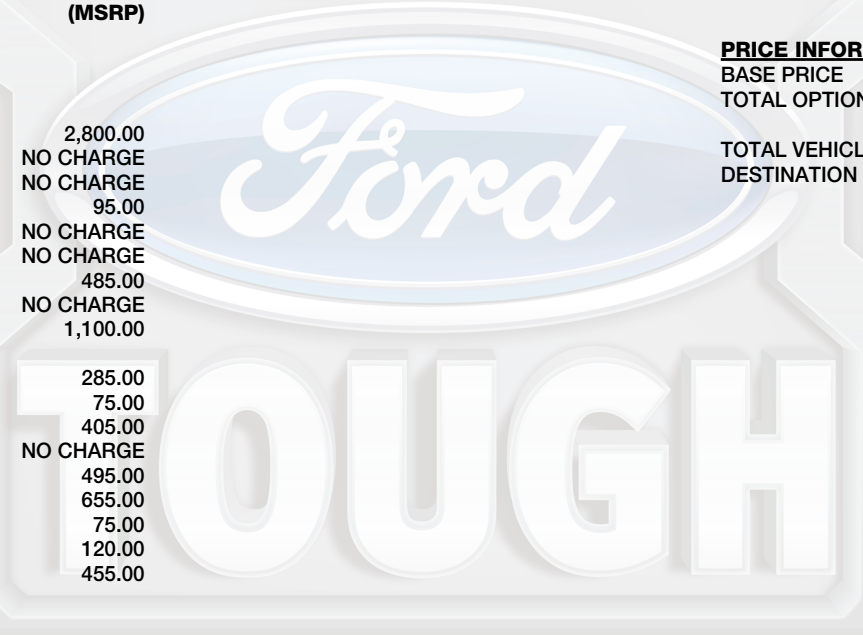 (MSRP)
2,800.00
NO CHARGE
NO CHARGE
95.00
NO CHARGE
NO CHARGE
485.00
NO CHARGE
1,100.00
285.00
75.00
405.00
NO CHARGE
495.00
655.00
75.00
120.00
455.00
PRICE INFOR
BASE PRICE
TOTAL OPTION
TOTAL VEHICL
DESTINATION
Ford
TOUGH